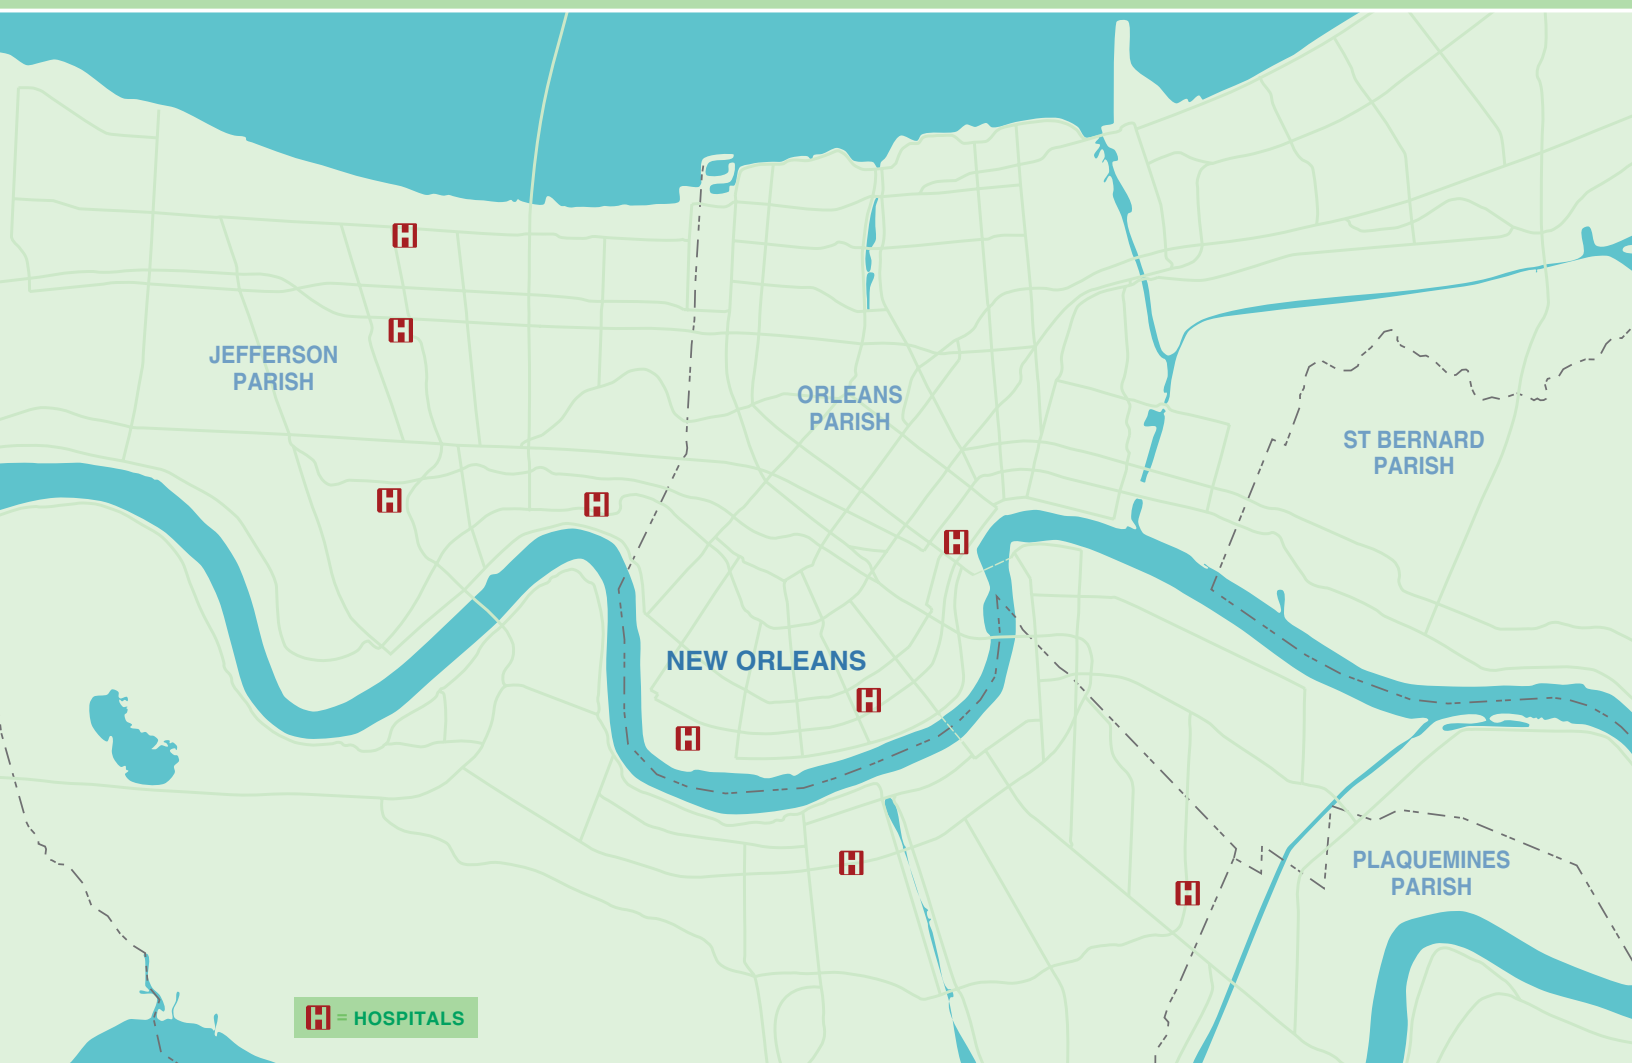 H
H
JEFFERSON
PARISH
ORLEANS
PARISH
ST BERNARD
PARISH
H
H
H
NEW ORLEANS
H
H
H
PLAQUEMINES
PARISH
H
H = HOSPITALS